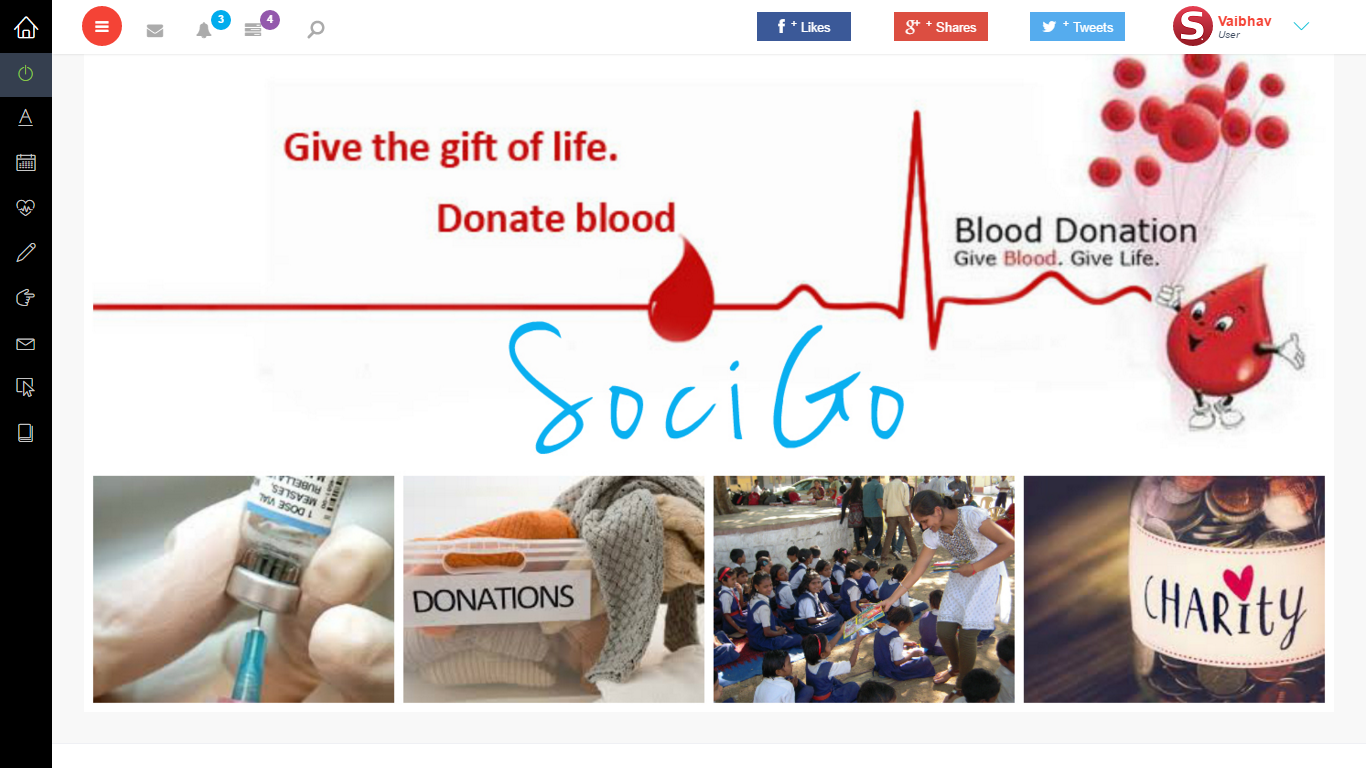 3
4
+ Likes
g+ + Shares
+ Tweets
S
Vaibhav
User
A
Give the gift of life.
Donate blood
Blood Donation
Give Blood. Give Life.
SociGo
1 DOSE VIAL
MEASLES,
RUBELLA
DONATIONS
CHARITY